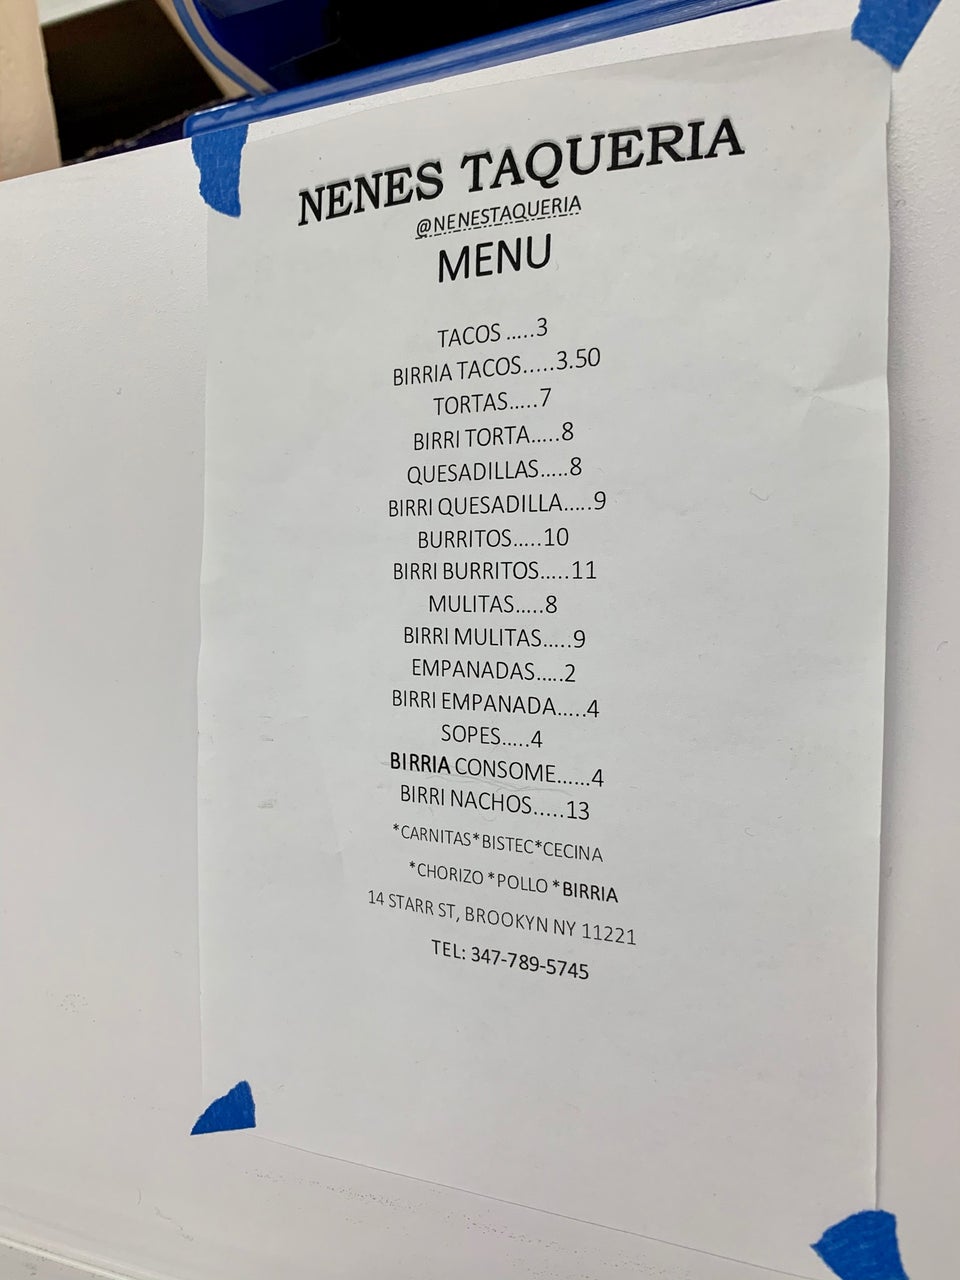 NENES TAQUERIA
@NENESTAQUERIA
MENU
TACOS .....3
BIRRIA TACOS.....3.50
TORTAS.....7
BIRRI TORTA.....8
QUESADILLAS.....8
BIRRI QUESADILLA.....9
BURRITOS.....10
BIRRI BURRITOS.....11
MULITAS.....8
BIRRI MULITAS.....9
EMPANADAS.....2
BIRRI EMPANADA.....4
SOPES.....4
BIRRIA CONSOME......4
BIRRI NACHOS.....13
*CARNITAS*BISTEC*CECINA
*CHORIZO *POLLO *BIRRIA
14 STARR ST, BROOKYN NY 11221
TEL: 347-789-5745